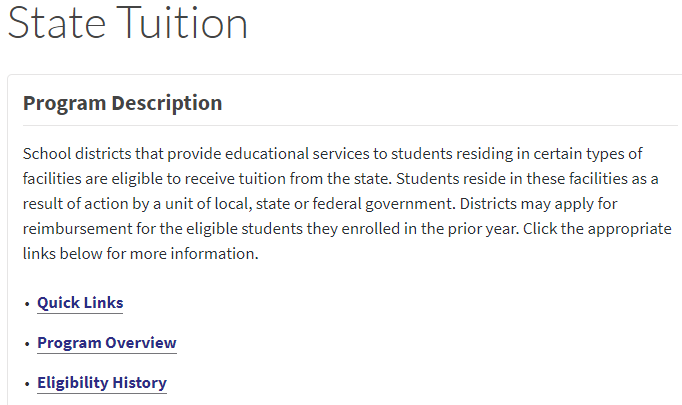 State Tuition
Program Description
School districts that provide educational services to students residing in certain types of
facilities are eligible to receive tuition from the state. Students reside in these facilities as a
result of action by a unit of local, state or federal government. Districts may apply for
reimbursement for the eligible students they enrolled in the prior year. Click the appropriate
links below for more information.
• Quick Links
• Program Overview
• Eligibility History